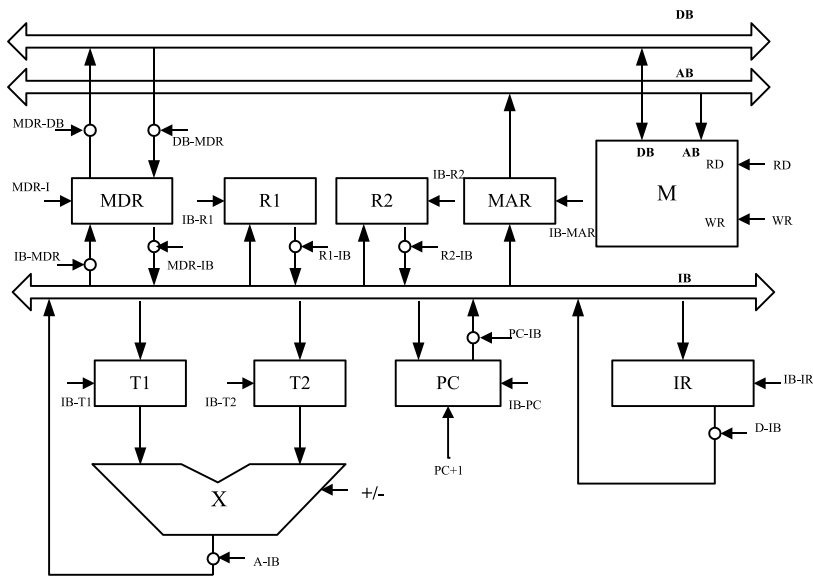 DB
AB
MDR-DB
DB-MDR
DB
AB
RD
RD
M
MDR-I
IB-R2
MDR
R1
R2
MAR
IB-R1
IB-MAR
WR
WR
IB-MDR
MDR-IB
R1-IB
R2-IB
IB
PC-IB
T1
T2
PC
IR
IB-T1
IB-T2
IB-PC
IB-IR
D-IB
PC+1
X
+/-
A-IB